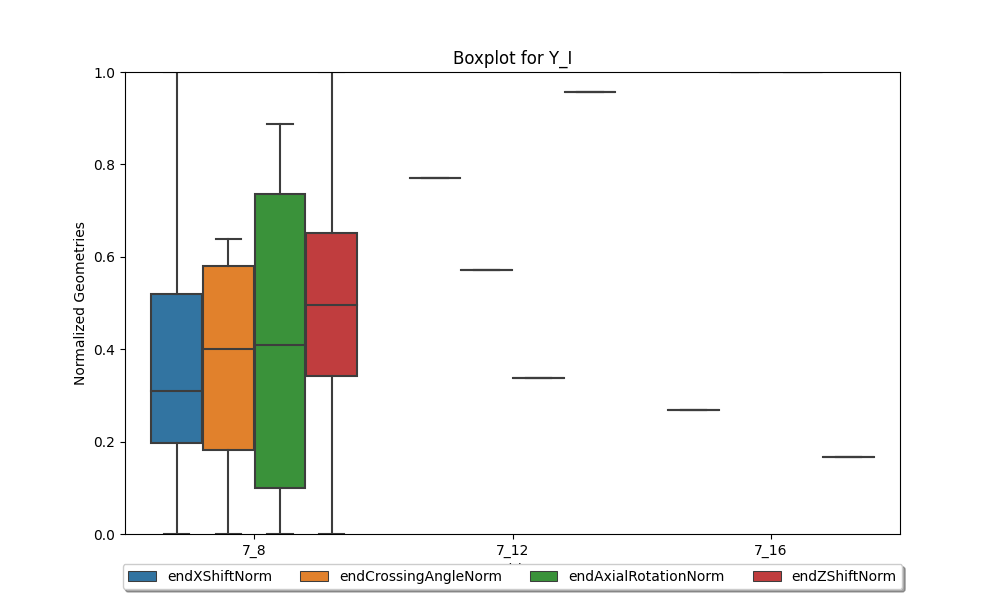 Boxplot for Y_I
Normalized Geometries
1.0
0.8
0.6
0.4
0.2
0.0
7_8 7_12 7_16
endXShiftNorm endCrossingAngleNorm endAxialRotationNorm endZShiftNorm